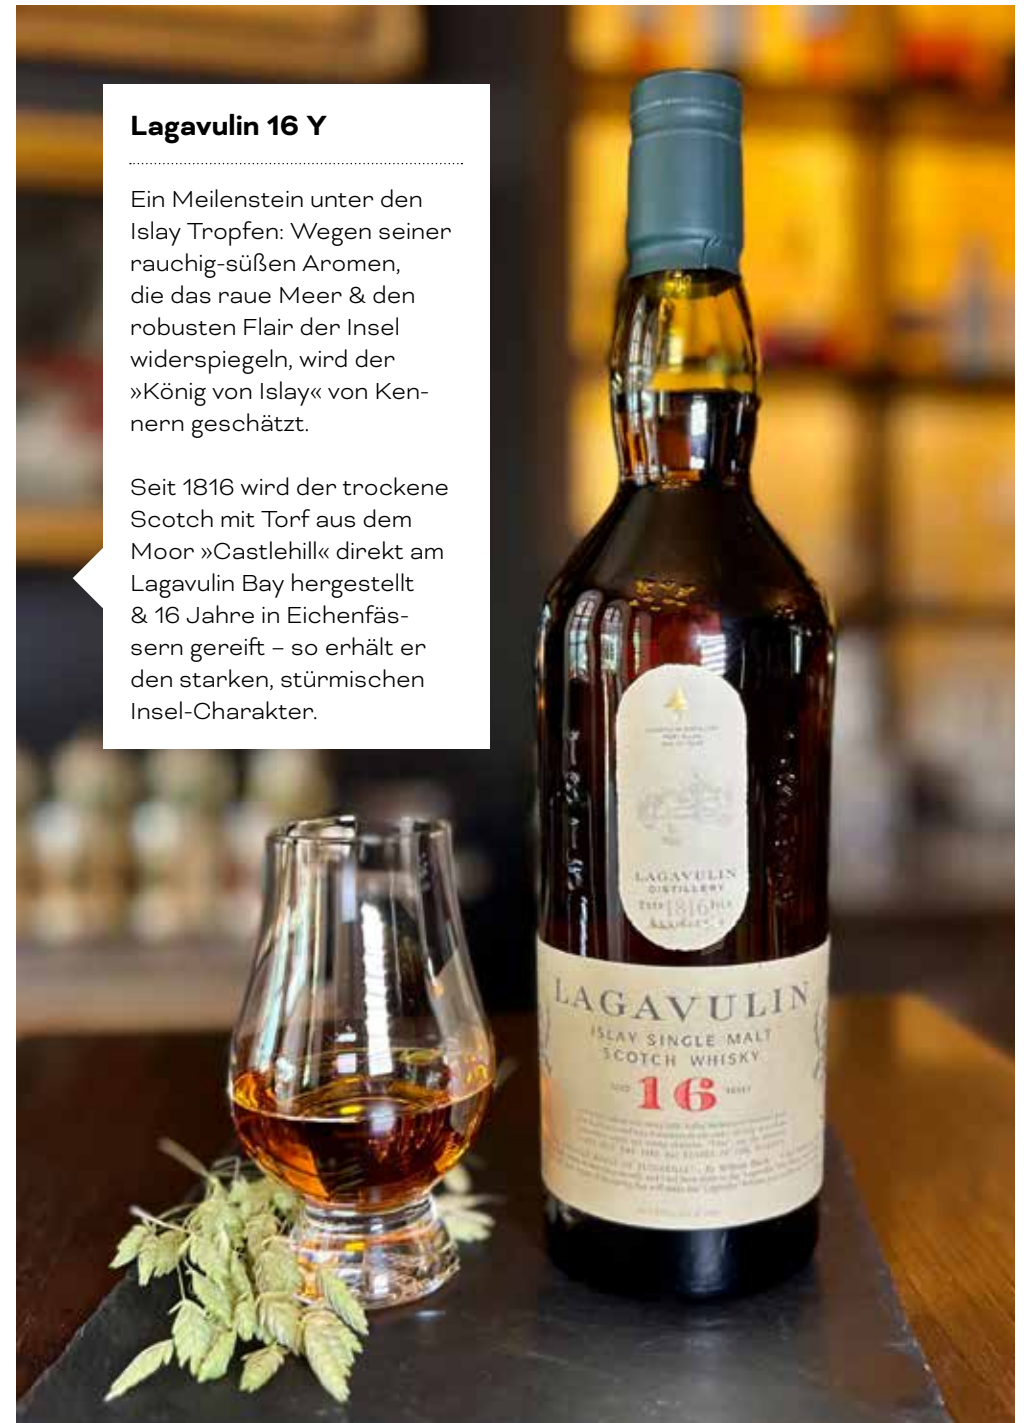 Lagavulin 16 Y
Ein Meilenstein unter den
Islay Tropfen: Wegen seiner
rauchig-süßen Aromen,
die das raue Meer & den
robusten Flair der Insel
widerspiegeln, wird der
»König von Islay« von Ken-
nern geschätzt.
Seit 1816 wird der trockene
Scotch mit Torf aus dem
Moor »Castlehill« direkt am
Lagavulin Bay hergestellt
& 16 Jahre in Eichenfäs-
sern gereift – so erhält er
den starken, stürmischen
Insel-Charakter.
LAGAVULIN
DISTILLERY
1816
LAGAVULIN
ISLAY SINGLE MALT
SCOTCH WHISKY
16